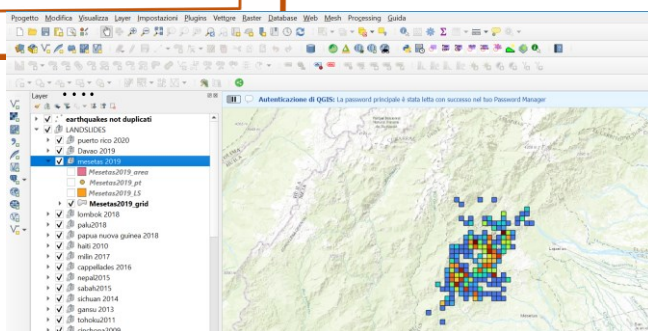 Progetto Modifica Visualizza Layer Impostazioni Plugins Vettore Raster Database Web Mesh Processing Guida
Layer
Autenticazione di QGIS: La password principale è stata letta con successo nel tuo Password Manager
earthquakes not duplicati
LANDSLIDES
puerto rico 2020
Davao 2019
mesetas 2019
Mesetas2019_area
Mesetas2019_pt
Mesetas2019_LS
Mesetas2019_grid
lombok 2018
palu2018
papua nuova guinea 2018
haiti 2010
milin 2017
cappellades 2016
nepal2015
sabah2015
sichuan 2014
gansu 2013
tohoku2011
cinchona2009